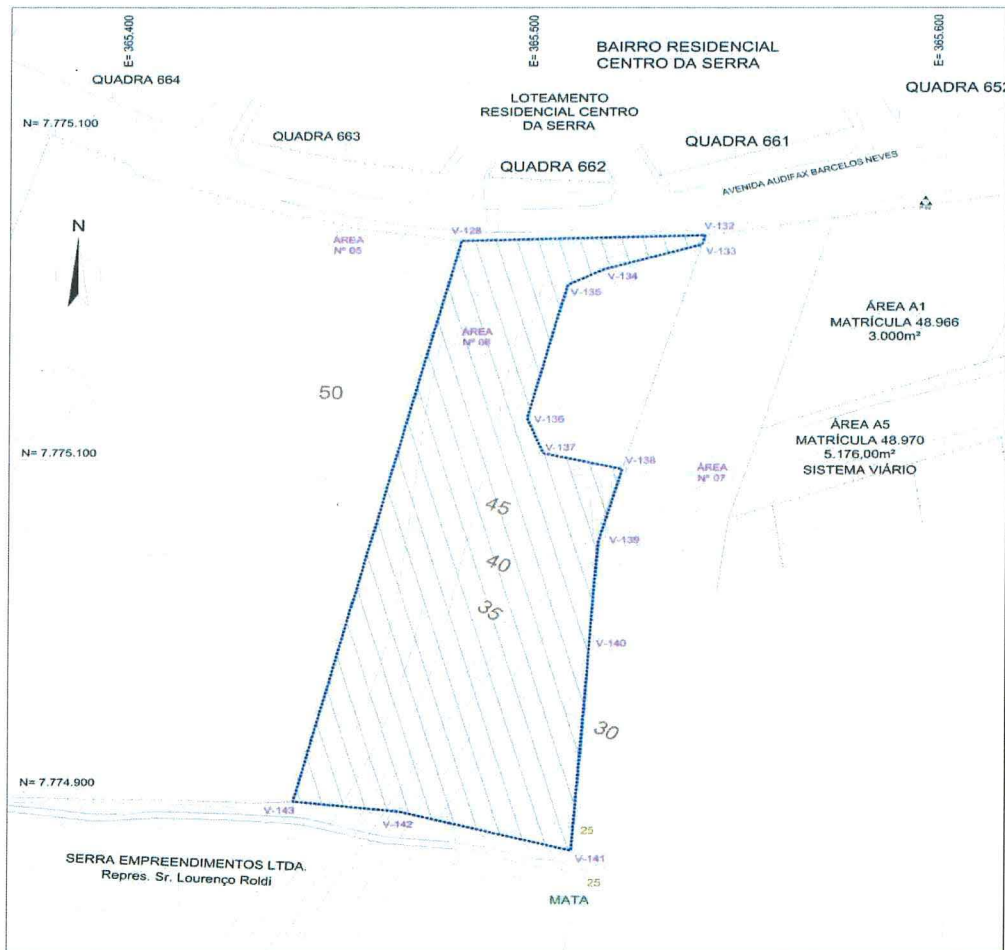 E= 365.400
E= 365.500
E= 365.600
BAIRRO RESIDENCIAL
CENTRO DA SERRA
QUADRA 664
QUADRA 652
LOTEAMENTO
RESIDENCIAL CENTRO
DA SERRA
N= 7.775.100
QUADRA 663
QUADRA 661
QUADRA 662
AVENIDA AUDIFAX BARCELOS NEVES
N
V-128
V-132
ÁREA
Nº 05
V-133
V-134
V-135
ÁREA A1
MATRÍCULA 48.966
3.000m²
ÁREA
Nº 06
50
V-136
ÁREA A5
MATRÍCULA 48.970
5.176,00m²
SISTEMA VIÁRIO
N= 7.775.100
V-137
V-138
ÁREA
Nº 07
45
V-139
40
35
V-140
30
N= 7.774.900
V-143
V-142
25
V-141
SERRA EMPREENDIMENTOS LTDA.
Repres. Sr. Lourenço Roldi
25
MATA